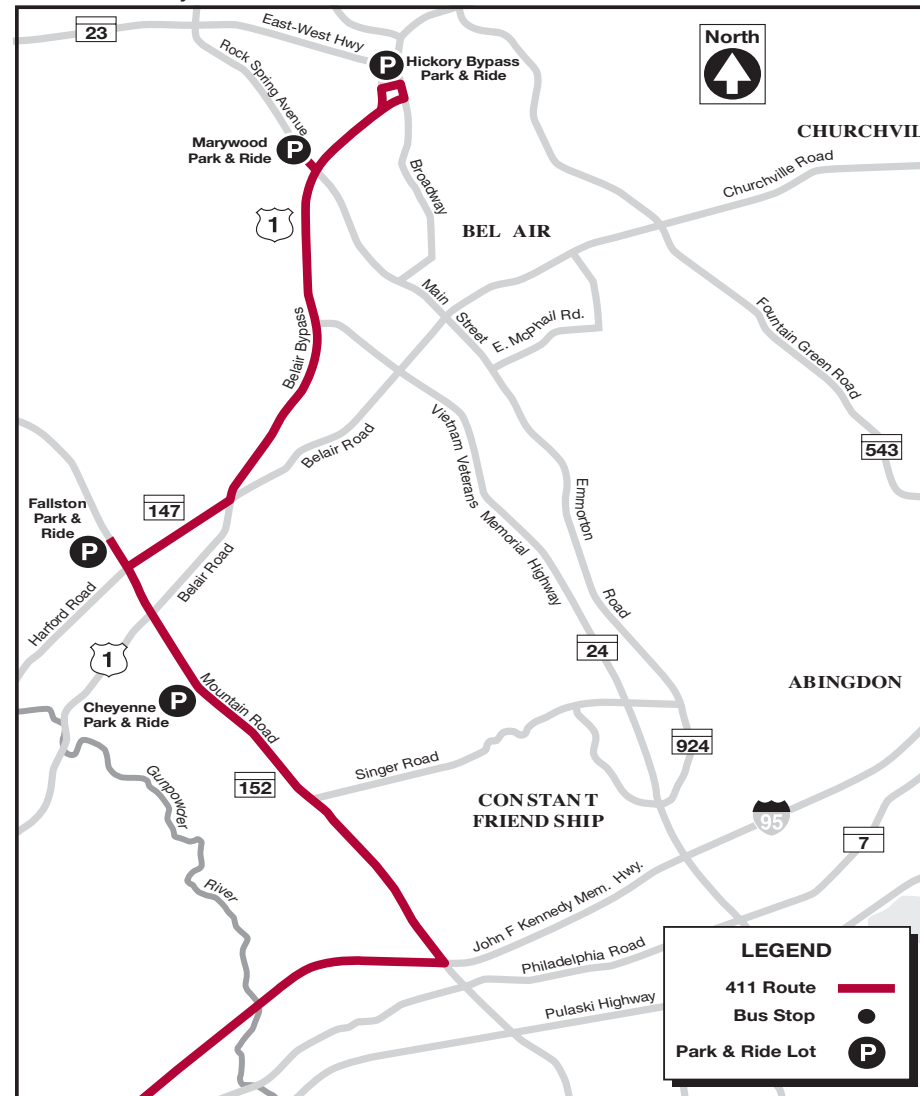 23
East-West Hwy
North
Rock Spring Avenue
P
Hickory Bypass
Park & Ride
CHURCHVIL
Marywood
Park & Ride
P
Churchville Road
Broadway
1
BEL AIR
Main
Street
E. McPhail Rd.
Fountain Green Road
Belair Bypass
Belair Road
Vietnam Veterans Memorial Highway
543
147
Fallston
Park &
Ride
P
Emmorton
Road
Belair Road
Harford Road
24
1
Mountain Road
P
Cheyenne
Park & Ride
ABINGDON
924
Singer Road
Gunpowder
River
152
CONSTANT
FRIENDSHIP
95
7
John F Kennedy Mem. Hwy.
Philadelphia Road
Pulaski Highway
LEGEND
411 Route
Bus Stop
Park & Ride Lot
P